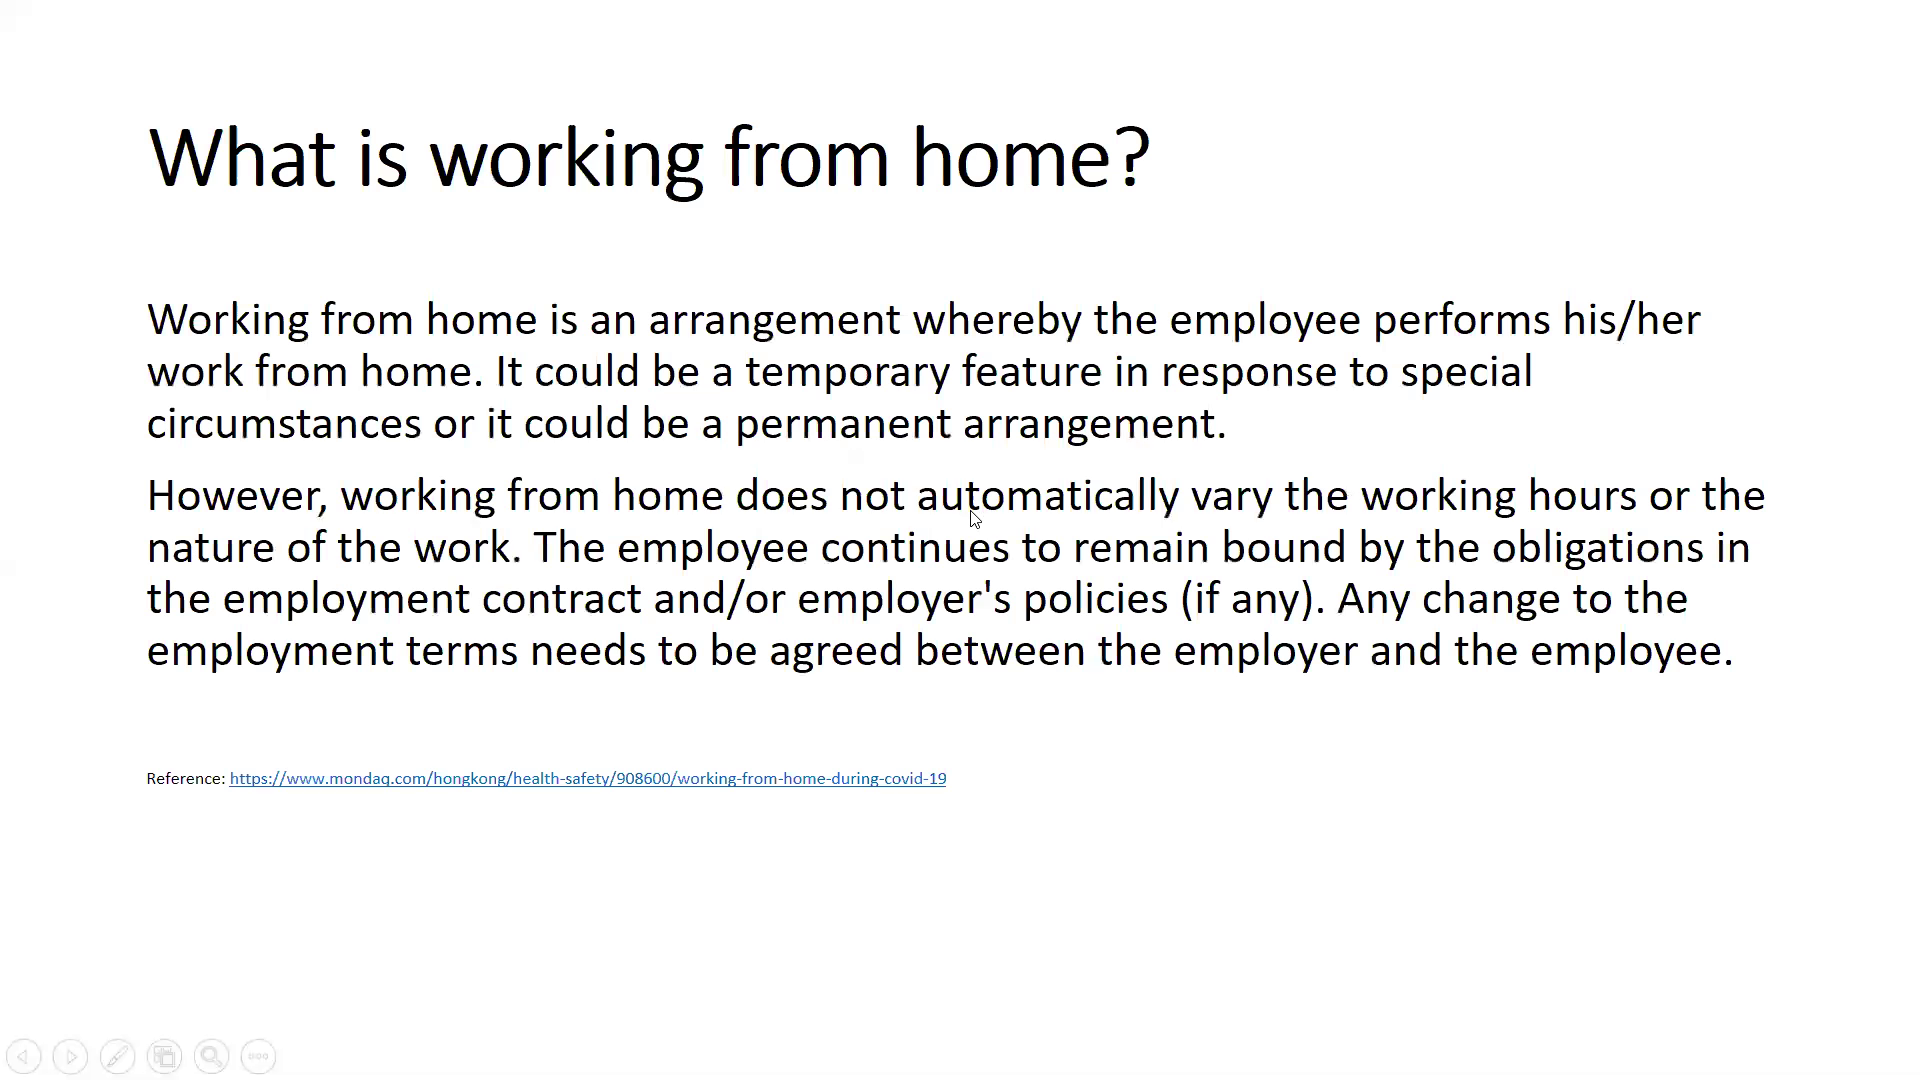 What is working from home?
Working from home is an arrangement whereby the employee performs his/her
work from home. It could be a temporary feature in response to special
circumstances or it could be a permanent arrangement.
However, working from home does not automatically vary the working hours or the
nature of the work. The employee continues to remain bound by the obligations in
the employment contract and/or employer's policies (if any). Any change to the
employment terms needs to be agreed between the employer and the employee.
Reference: https://www.mondaq.com/hongkong/health-safety/908600/working-from-home-during-covid-19